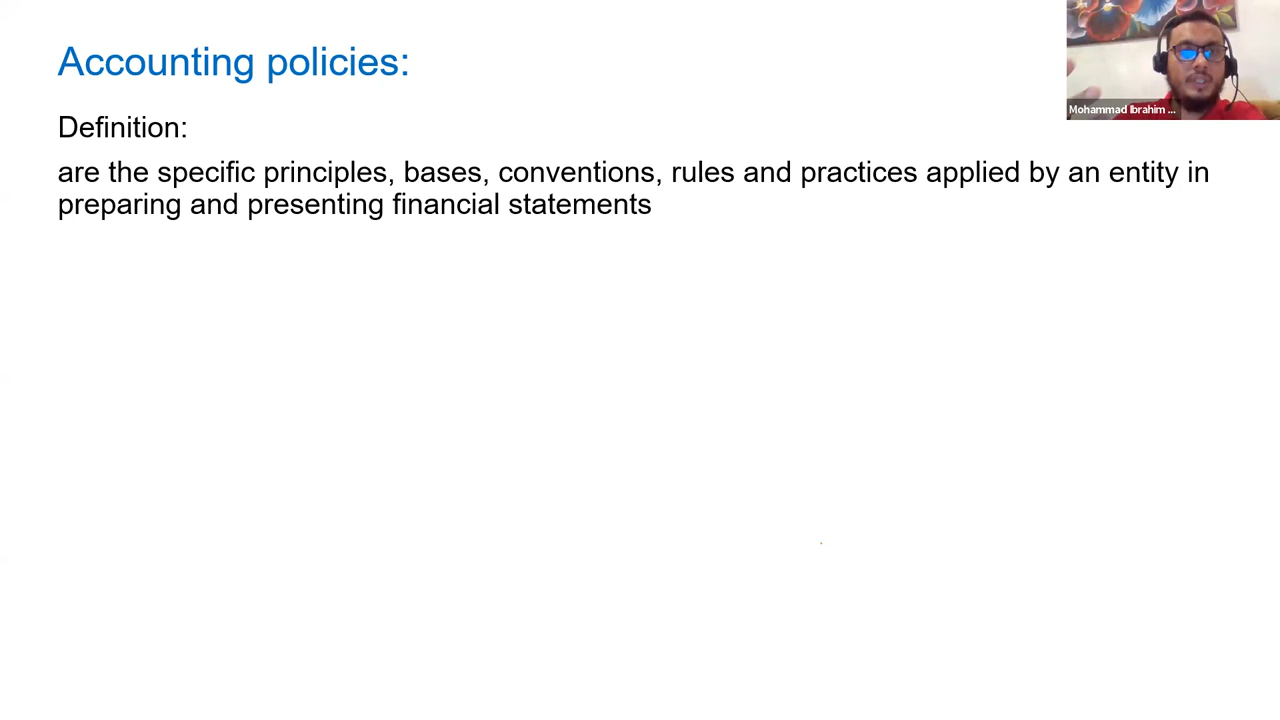 Accounting policies:
Mohammad Ibrahim ...
Definition:
are the specific principles, bases, conventions, rules and practices applied by an entity in
preparing and presenting financial statements